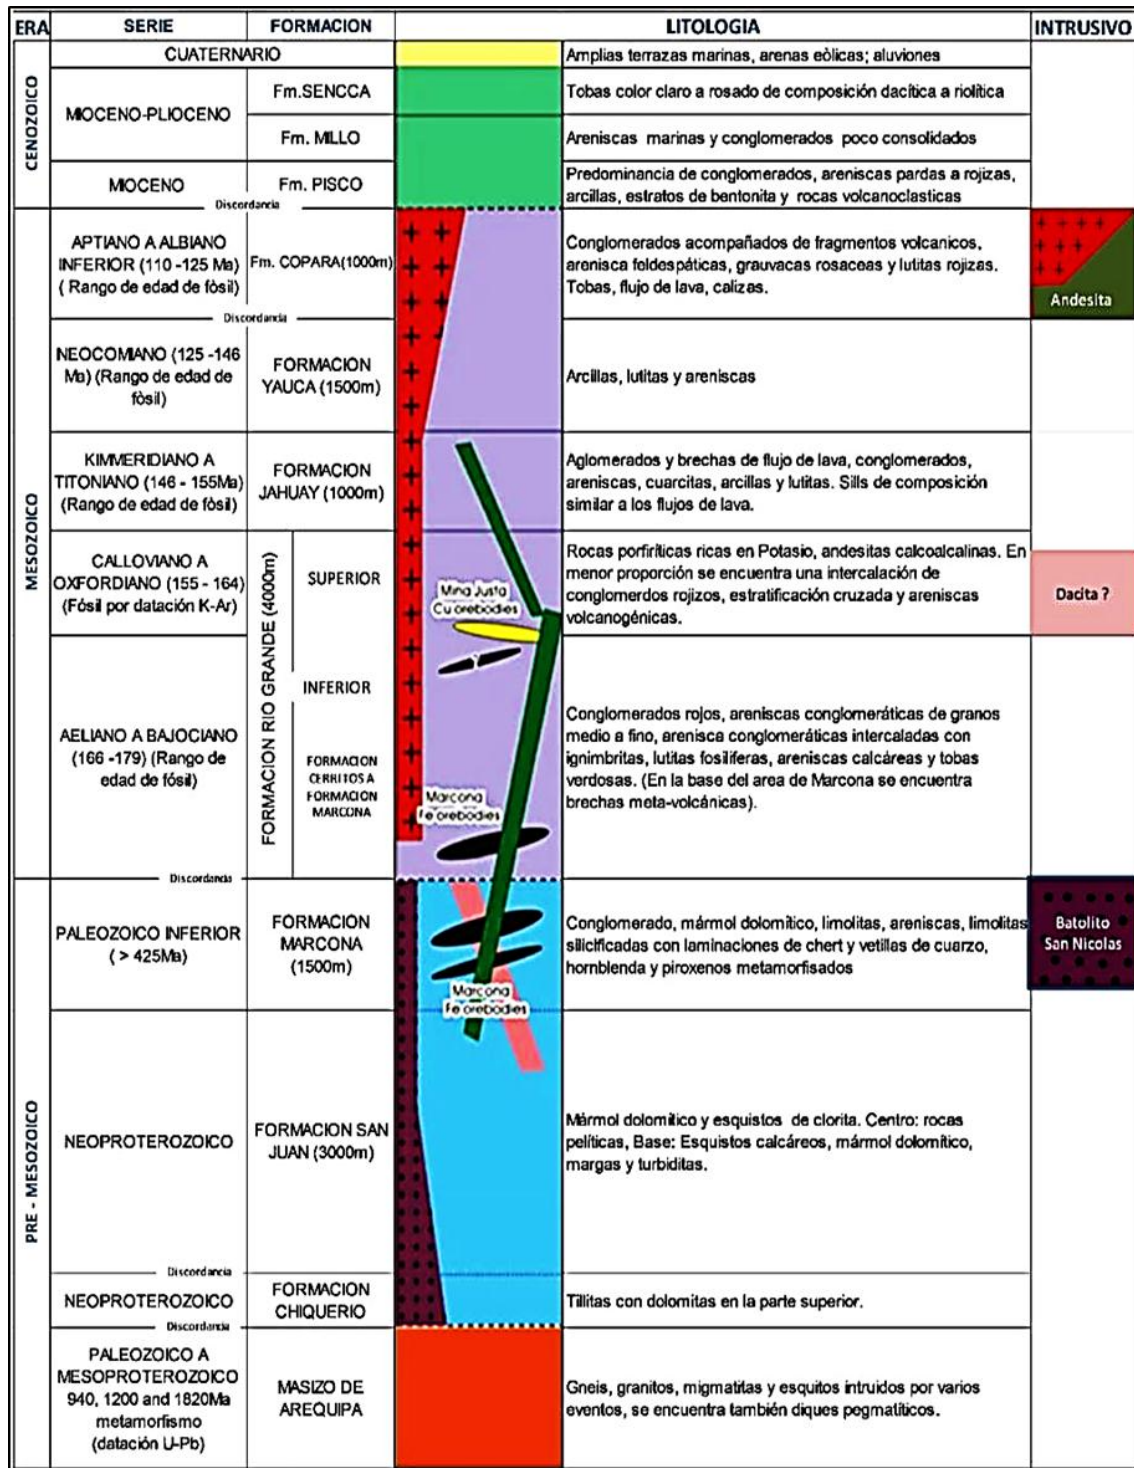 ERA SERIE FORMACION LITOLOGIA INTRUSIVO
CENOZOICO
CUATERNARIO
Amplias terrazas marinas, arenas eòlicas; aluviones
MIOCENO-PLIOCENO
Fm.SENCCA
Tobas color claro a rosado de composición dacítica a riolítica
Fm. MILLO
Areniscas marinas y conglomerados poco consolidados
MIOCENO
Fm. PISCO
Predominancia de conglomerados, areniscas pardas a rojizas,
arcillas, estratos de bentonita y rocas volcanoclasticas
Discordancia
MESOZOICO
APTIANO A ALBIANO
INFERIOR (110 -125 Ma)
( Rango de edad de fòsil)
Fm. COPARA(1000m)
Conglomerados acompañados de fragmentos volcanicos,
arenisca feldespáticas, grauvacas rosaceas y lutitas rojizas.
Tobas, flujo de lava, calizas.
Andesita
Discordancia
NEOCOMIANO (125 -146
Ma) (Rango de edad de
fòsil)
FORMACION
YAUCA (1500m)
Arcillas, lutitas y areniscas
KIMMERIDIANO A
TITONIANO (146 - 155Ma)
(Rango de edad de fòsil)
FORMACION
JAHUAY (1000m)
Aglomerados y brechas de flujo de lava, conglomerados,
areniscas, cuarcitas, arcillas y lutitas. Sills de composición
similar a los flujos de lava.
CALLOVIANO A
OXFORDIANO (155 - 164)
(Fósil por datación K-Ar)
FORMACION RIO GRANDE (4000m)
SUPERIOR
Mina Justa
Cu orebodies
Rocas porfiríticas ricas en Potasio, andesitas calcoalcalinas. En
menor proporción se encuentra una intercalación de
conglomerdos rojizos, estratificación cruzada y areniscas
volcanogénicas.
Dacita ?
AELIANO A BAJOCIANO
(166 -179) (Rango de
edad de fósil)
INFERIOR
FORMACION
CERRITOS A
FORMACION
MARCONA
Marcona
Fe orebodies
Conglomerados rojos, areniscas conglomeráticas de granos
medio a fino, arenisca conglomeráticas intercaladas con
ignimbritas, lutitas fosilíferas, areniscas calcáreas y tobas
verdosas. (En la base del area de Marcona se encuentra
brechas meta-volcánicas).
Discordancia
PRE - MESOZOICO
PALEOZOICO INFERIOR
( > 425Ma)
FORMACION
MARCONA
(1500m)
Marcona
Fe orebodies
Conglomerado, mármol dolomítico, limolitas, areniscas, limolitas
silicificadas con laminaciones de chert y vetillas de cuarzo,
hornblenda y piroxenos metamorfisados
Batolito
San Nicolas
NEOPROTEROZOICO
FORMACION SAN
JUAN (3000m)
Mármol dolomítico y esquistos de clorita. Centro: rocas
pelíticas, Base: Esquistos calcáreos, mármol dolomítico,
margas y turbiditas.
Discordancia
NEOPROTEROZOICO
FORMACION
CHIQUERIO
Tillitas con dolomitas en la parte superior.
Discordancia
PALEOZOICO A
MESOPROTEROZOICO
940, 1200 and 1820Ma
metamorfismo
(datación U-Pb)
MASIZO DE
AREQUIPA
Gneis, granitos, migmatitas y esquitos intruidos por varios
eventos, se encuentra también diques pegmatíticos.